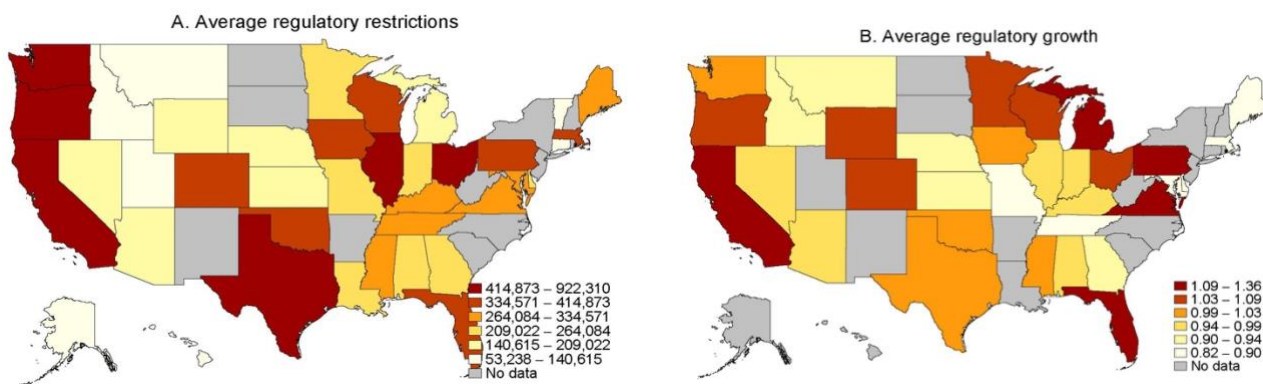 A. Average regulatory restrictions
414,873 – 922,310
334,571 – 414,873
264,084 – 334,571
209,022 – 264,084
140,615 – 209,022
53,238 – 140,615
No data
B. Average regulatory growth
1.09 – 1.36
1.03 – 1.09
0.99 – 1.03
0.94 – 0.99
0.90 – 0.94
0.82 – 0.90
No data